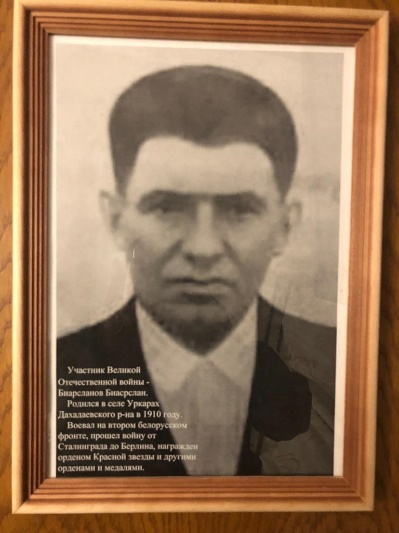 Участник Великой
Отечественной войны -
Биарсланов Биасрслан.
Родился в селе Уркарах
Дахадаевского р-на в 1910 году.
Воевал на втором белорусском
фронте, прошел войну от
Сталинграда до Берлина, награжден
орденом Красной звезды и другими
орденами и медалями.